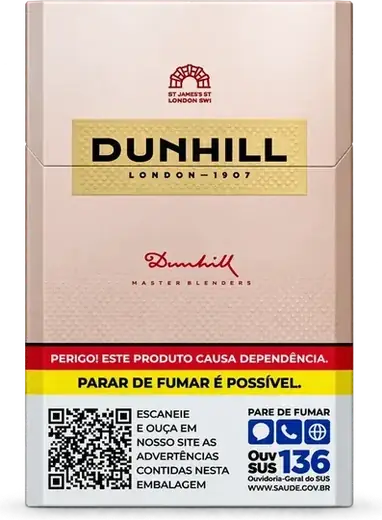 ST JAMES'S ST
LONDON SW1
DUNHILL
LONDON—1907
Dunhill
MASTER BLENDERS
PERIGO! ESTE PRODUTO CAUSA DEPENDÊNCIA.
PARAR DE FUMAR É POSSÍVEL.
ESCANEIE
E OUÇA EM
NOSSO SITE AS
ADVERTÊNCIAS
CONTIDAS NESTA
EMBALAGEM
PARE DE FUMAR
OUV
SUS 136
Ouvidoria-Geral do SUS
WWW.SAUDE.GOV.BR